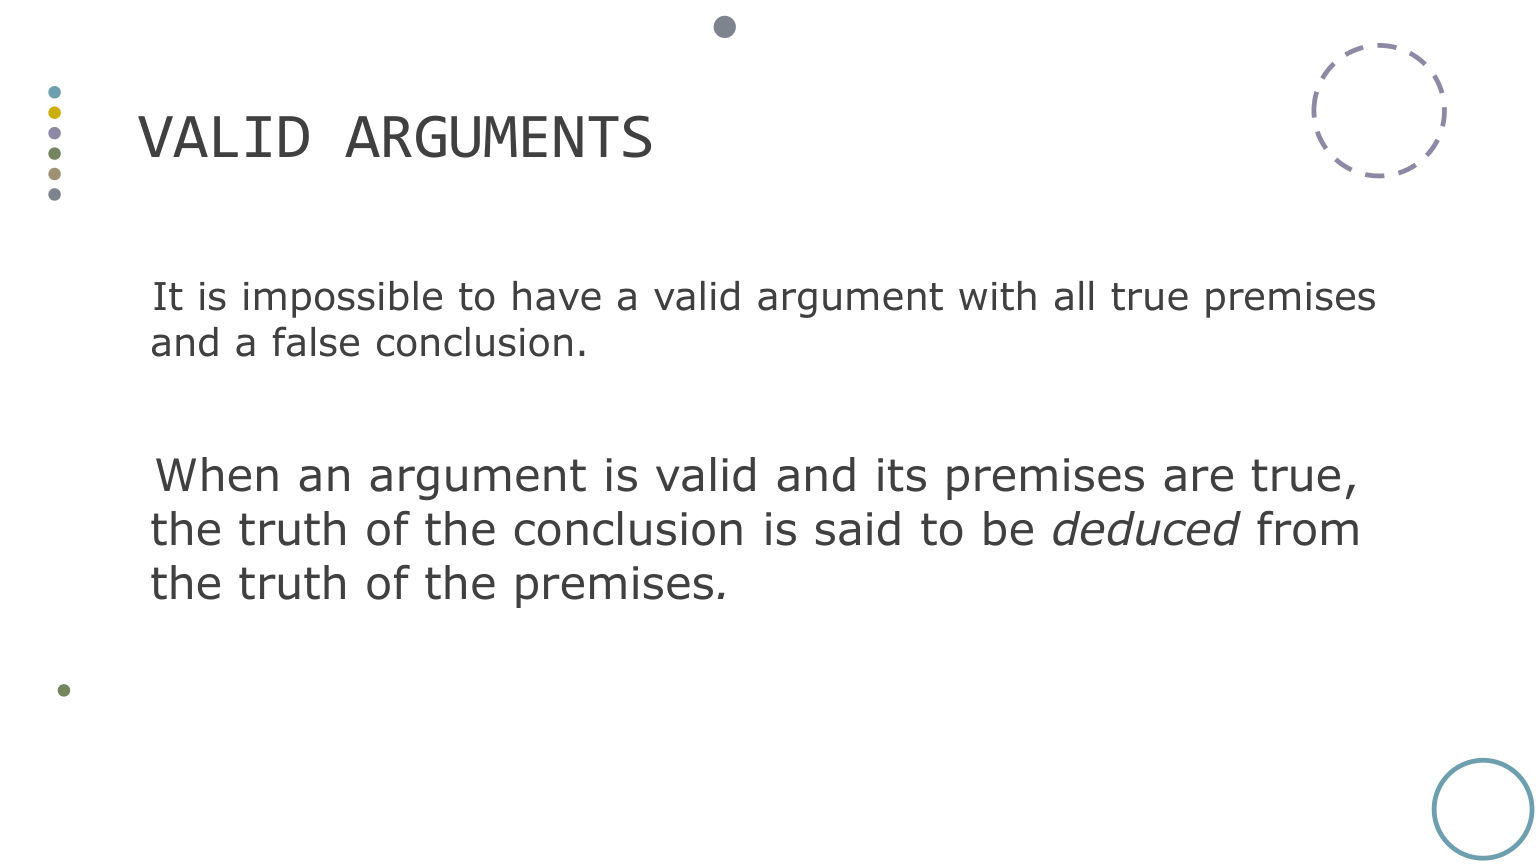 VALID ARGUMENTS
It is impossible to have a valid argument with all true premises
and a false conclusion.
When an argument is valid and its premises are true,
the truth of the conclusion is said to be deduced from
the truth of the premises.